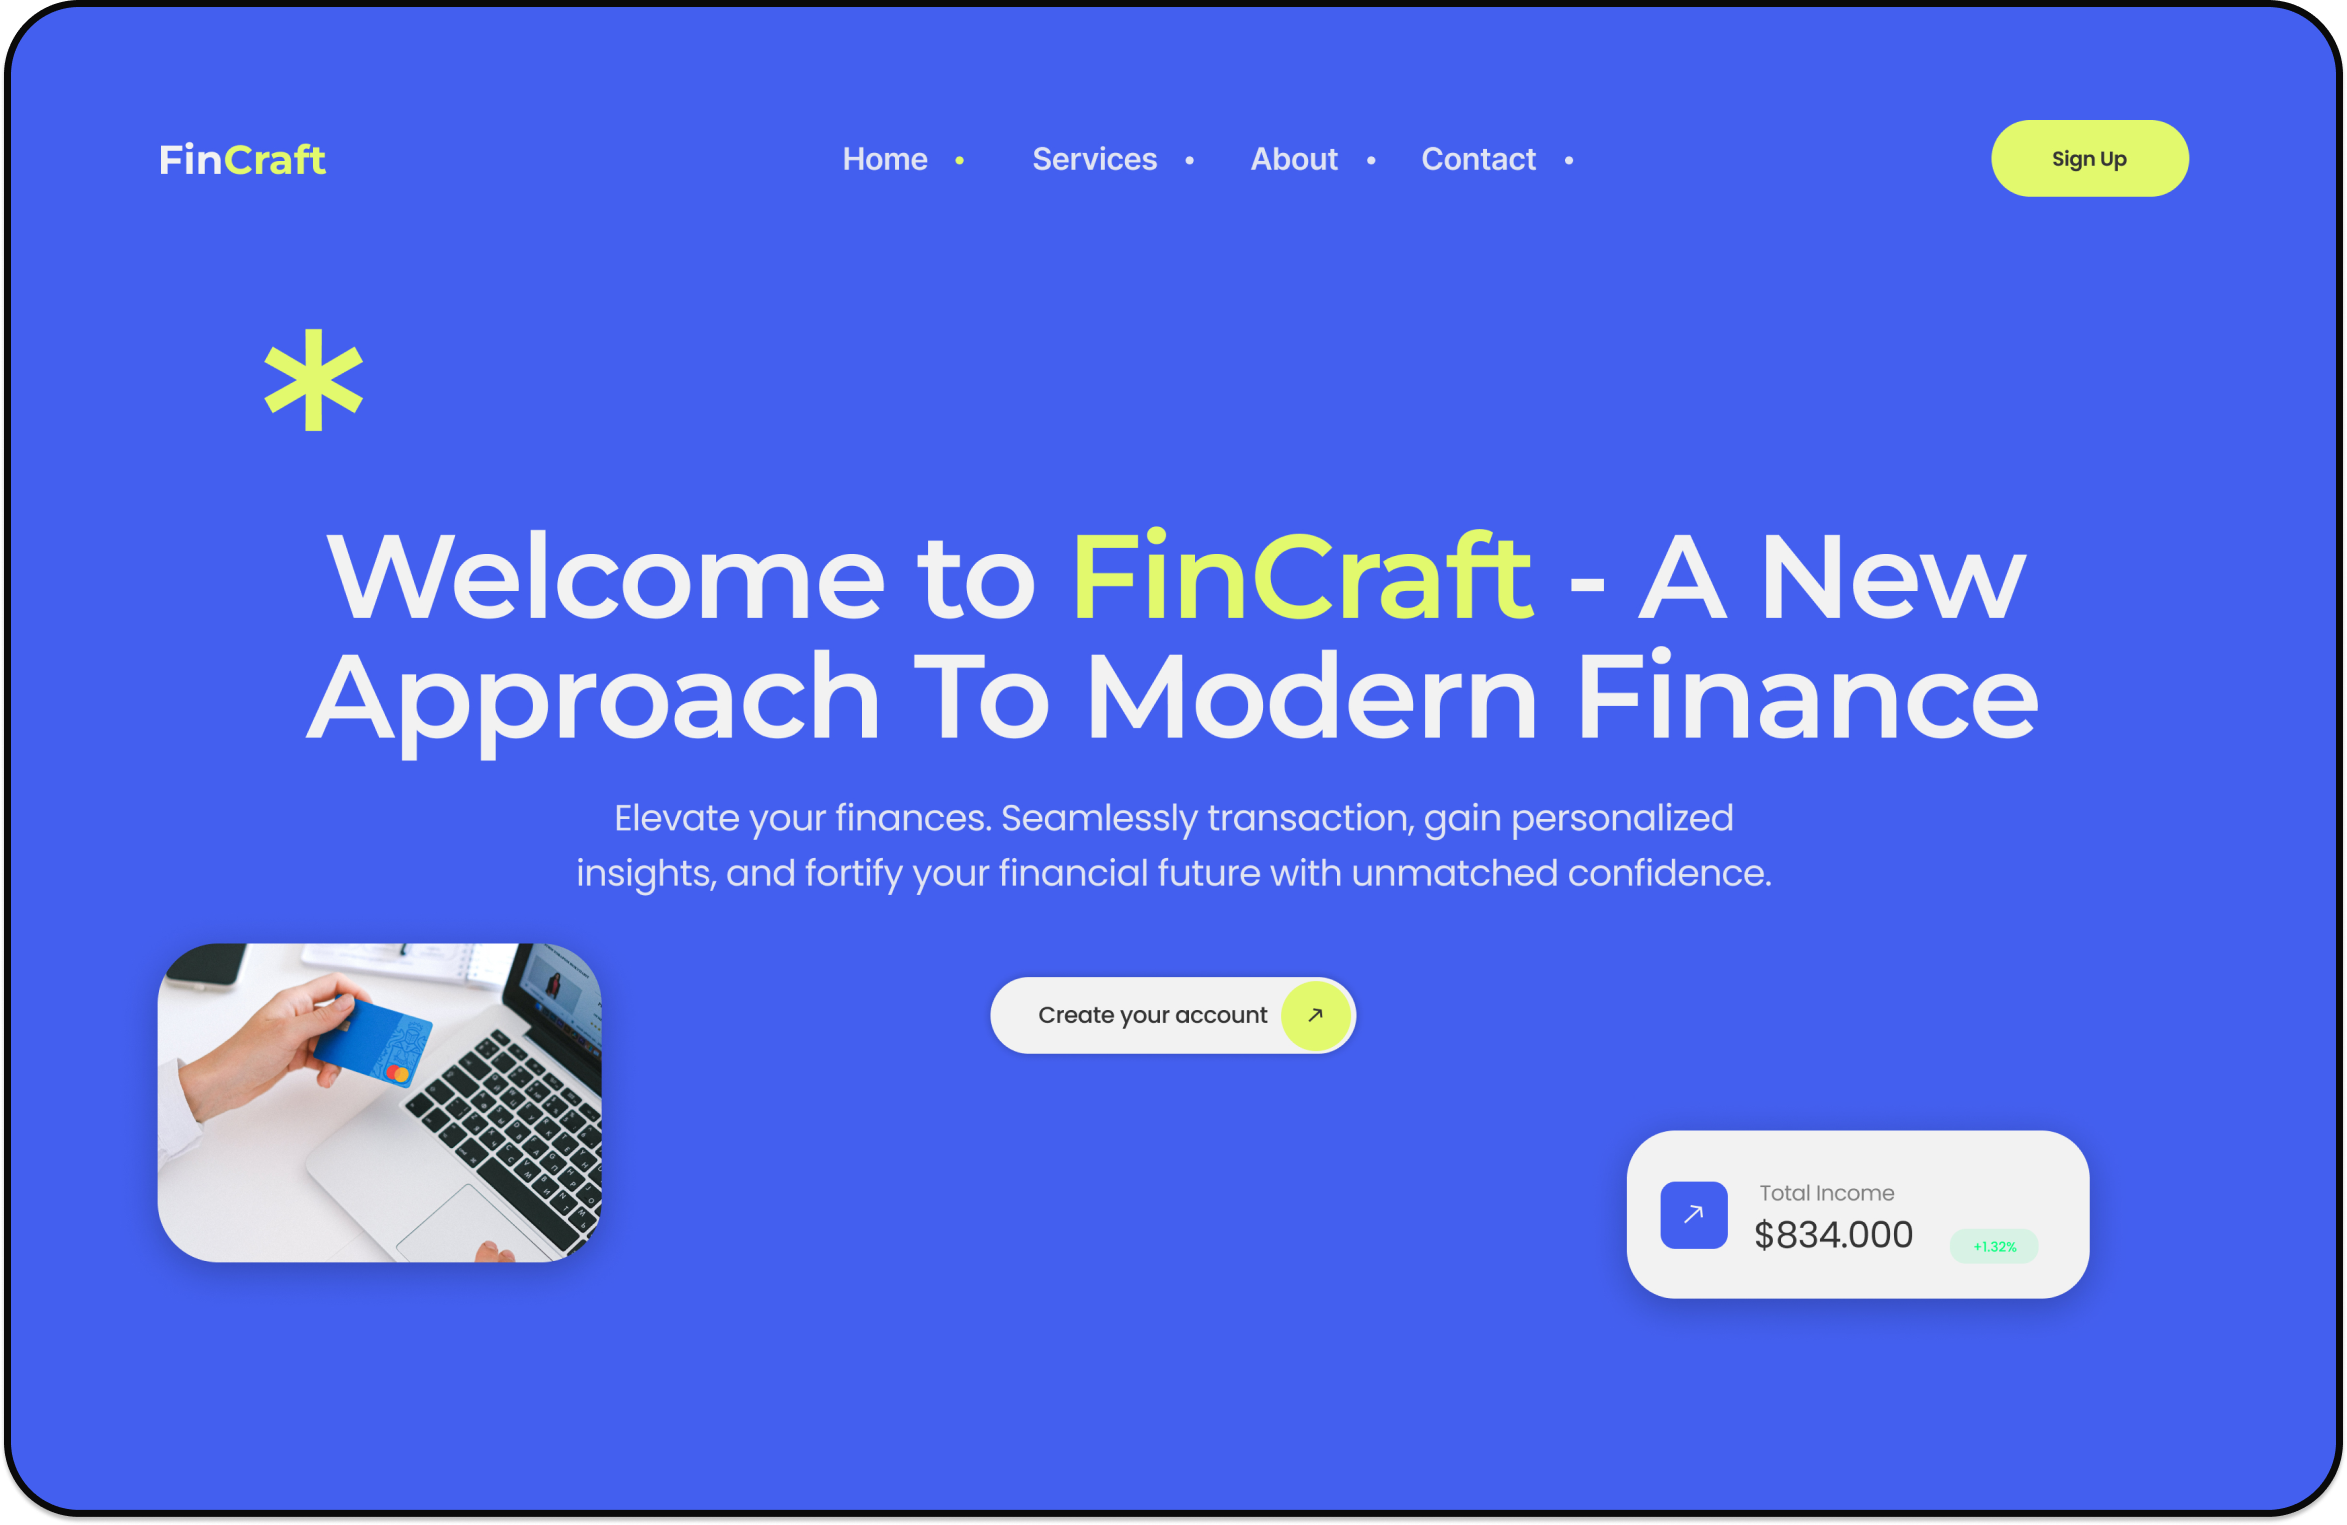 FinCraft
Home • Services • About • Contact •
Sign Up
*
Welcome to FinCraft - A New
Approach To Modern Finance
Elevate your finances. Seamlessly transaction, gain personalized
insights, and fortify your financial future with unmatched confidence.
Create your account
Total Income
$834.000
+1.32%